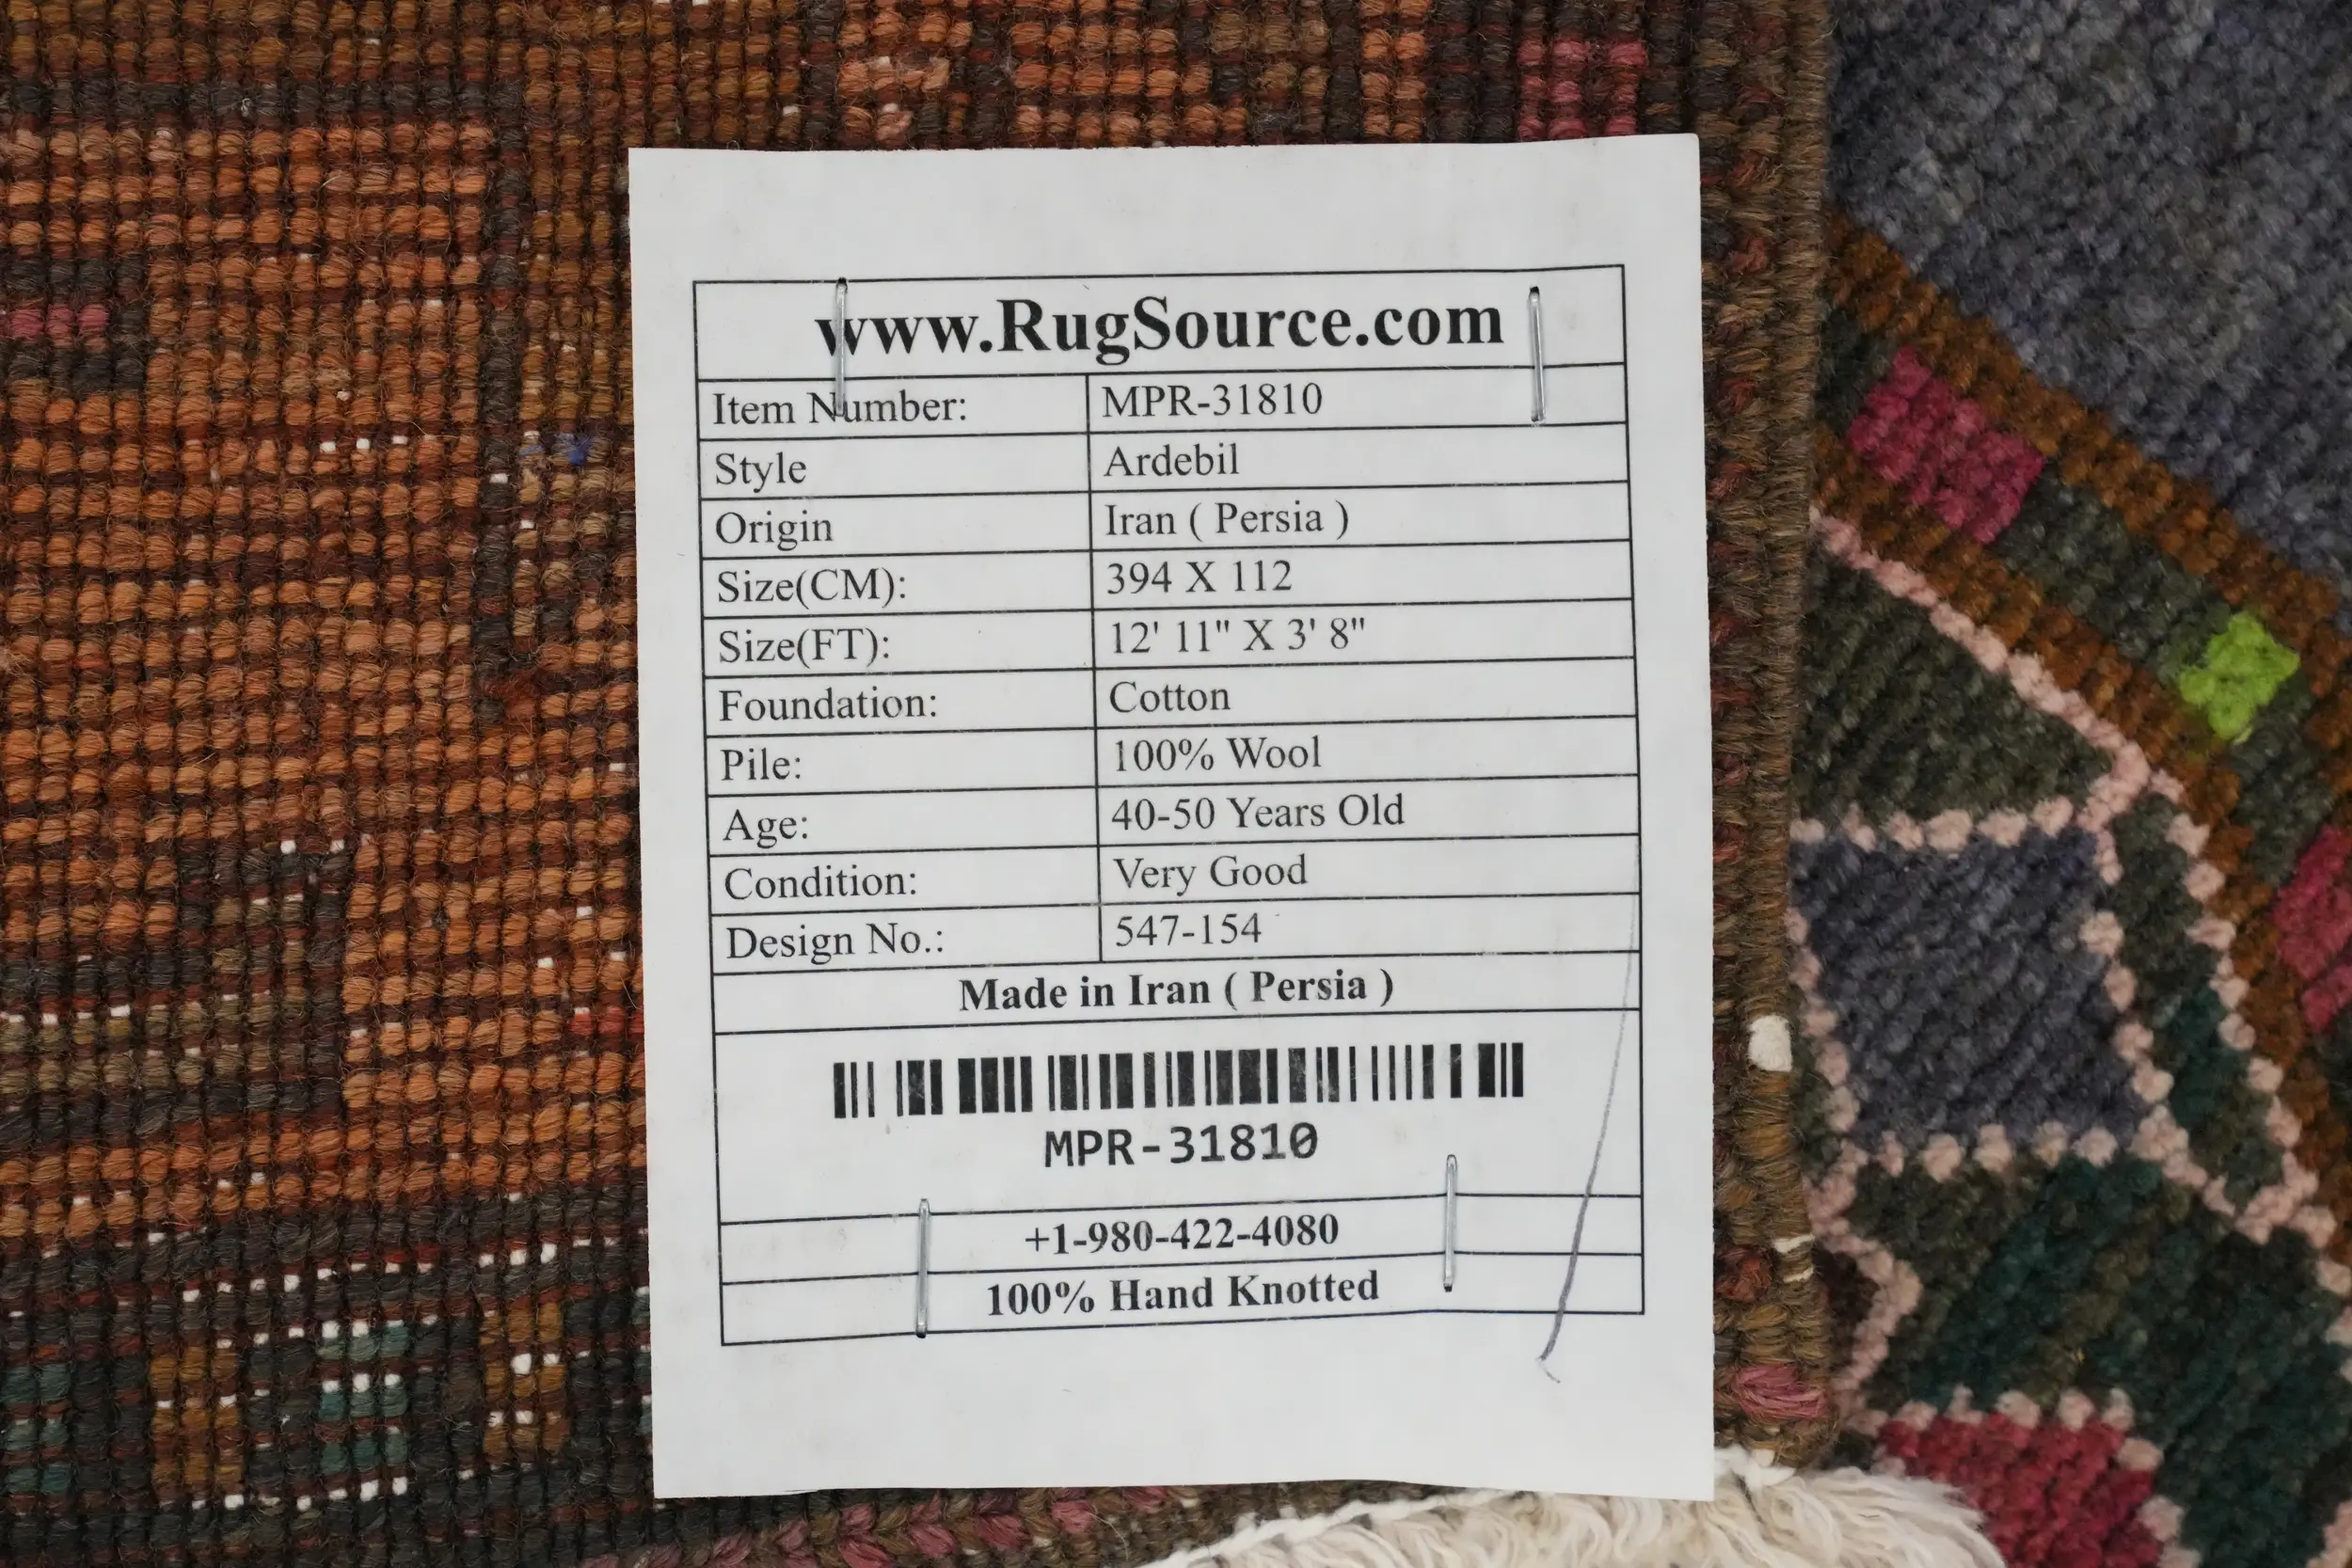 www.RugSource.com
Item Number: MPR-31810
Style Ardebil
Origin Iran ( Persia )
Size(CM): 394 X 112
Size(FT): 12' 11" X 3' 8"
Foundation: Cotton
Pile: 100% Wool
Age: 40-50 Years Old
Condition: Very Good
Design No.: 547-154
Made in Iran ( Persia )
MPR-31810
+1-980-422-4080
100% Hand Knotted